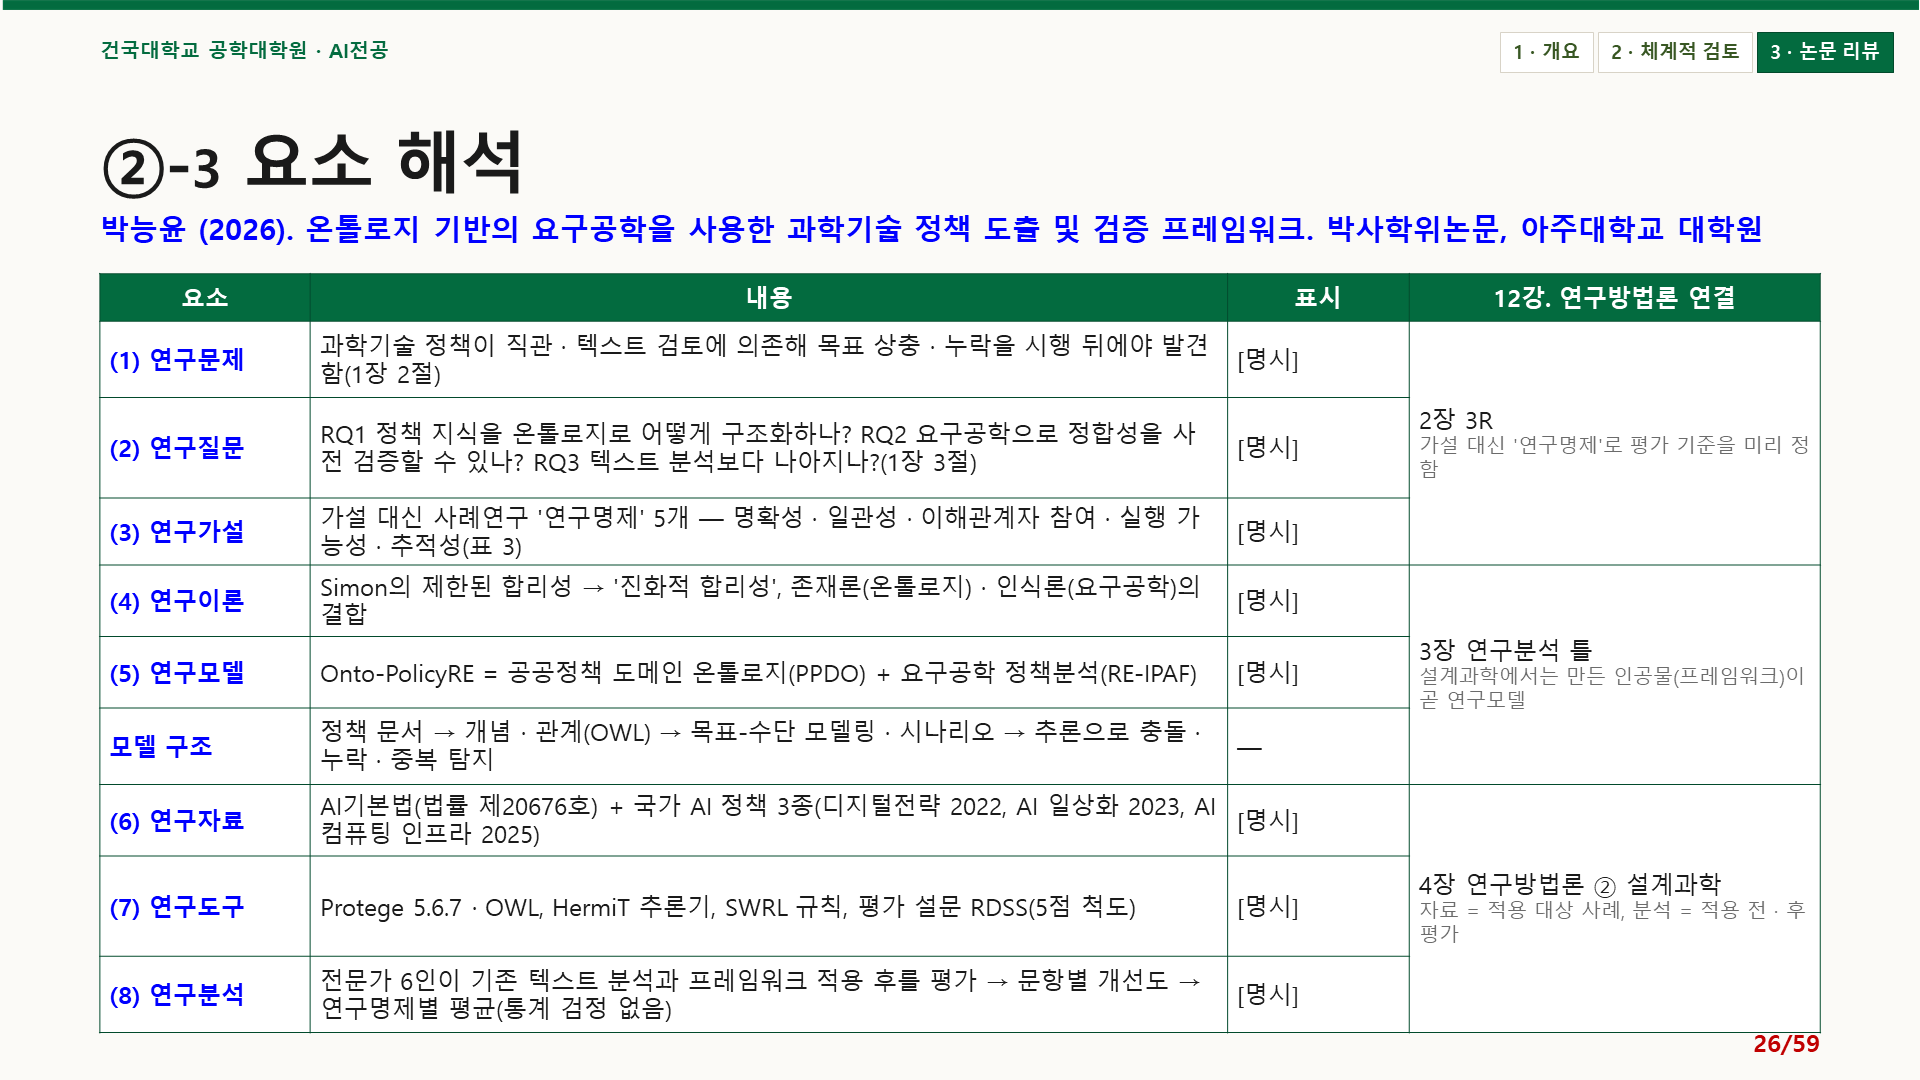 건국대학교 공학대학원 · AI전공
1 · 개요
2 · 체계적 검토
3 · 논문 리뷰
②-3 요소 해석
박능윤 (2026). 온톨로지 기반의 요구공학을 사용한 과학기술 정책 도출 및 검증 프레임워크. 박사학위논문, 아주대학교 대학원
요소
내용
표시
12강. 연구방법론 연결
(1) 연구문제
과학기술 정책이 직관 · 텍스트 검토에 의존해 목표 상충 · 누락을 시행 뒤에야 발견
함(1장 2절)
[명시]
2장 3R
가설 대신 '연구명제'로 평가 기준을 미리 정
함
(2) 연구질문
RQ1 정책 지식을 온톨로지로 어떻게 구조화하나? RQ2 요구공학으로 정합성을 사
전 검증할 수 있나? RQ3 텍스트 분석보다 나아지나?(1장 3절)
[명시]
(3) 연구가설
가설 대신 사례연구 '연구명제' 5개 — 명확성 · 일관성 · 이해관계자 참여 · 실행 가
능성 · 추적성(표 3)
[명시]
(4) 연구이론
Simon의 제한된 합리성 → '진화적 합리성', 존재론(온톨로지) · 인식론(요구공학)의
결합
[명시]
3장 연구분석 틀
설계과학에서는 만든 인공물(프레임워크)이
곧 연구모델
(5) 연구모델
Onto-PolicyRE = 공공정책 도메인 온톨로지(PPDO) + 요구공학 정책분석(RE-IPAF)
[명시]
모델 구조
정책 문서 → 개념 · 관계(OWL) → 목표-수단 모델링 · 시나리오 → 추론으로 충돌 ·
누락 · 중복 탐지
—
(6) 연구자료
AI기본법(법률 제20676호) + 국가 AI 정책 3종(디지털전략 2022, AI 일상화 2023, AI
컴퓨팅 인프라 2025)
[명시]
4장 연구방법론 ② 설계과학
자료 = 적용 대상 사례, 분석 = 적용 전 · 후
평가
(7) 연구도구
Protege 5.6.7 · OWL, HermiT 추론기, SWRL 규칙, 평가 설문 RDSS(5점 척도)
[명시]
(8) 연구분석
전문가 6인이 기존 텍스트 분석과 프레임워크 적용 후를 평가 → 문항별 개선도 →
연구명제별 평균(통계 검정 없음)
[명시]
26/59